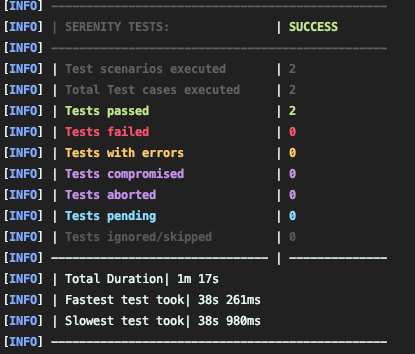 [INFO] ------------------------------------------------
[INFO] | SERENITY TESTS: | SUCCESS
[INFO] ------------------------------------------------
[INFO] | Test scenarios executed | 2
[INFO] | Total Test cases executed | 2
[INFO] | Tests passed | 2
[INFO] | Tests failed | 0
[INFO] | Tests with errors | 0
[INFO] | Tests compromised | 0
[INFO] | Tests aborted | 0
[INFO] | Tests pending | 0
[INFO] | Tests ignored/skipped | 0
[INFO] ------------------------------- | --------------
[INFO] | Total Duration| 1m 17s
[INFO] | Fastest test took| 38s 261ms
[INFO] | Slowest test took| 38s 980ms
[INFO] ------------------------------------------------